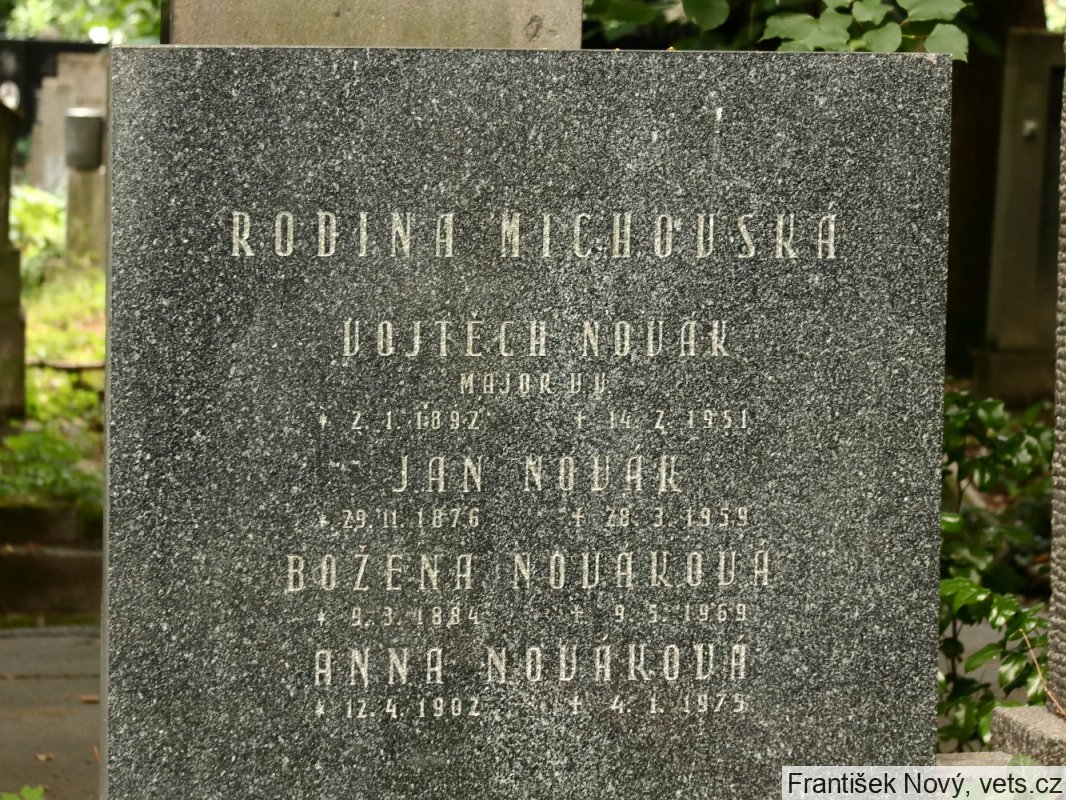 RODINA MICHOVSKÁ
VOJTĚCH NOVÁK
MAJOR V.V.
* 2. 1. 1892 † 14. 2. 1951
JAN NOVÁK
* 29. 11. 1876 † 28. 3. 1959
BOŽENA NOVÁKOVÁ
* 9. 3. 1884 † 9. 5. 1969
ANNA NOVÁKOVÁ
* 12. 4. 1902 † 4. 1. 1975
František Nový, vets.cz